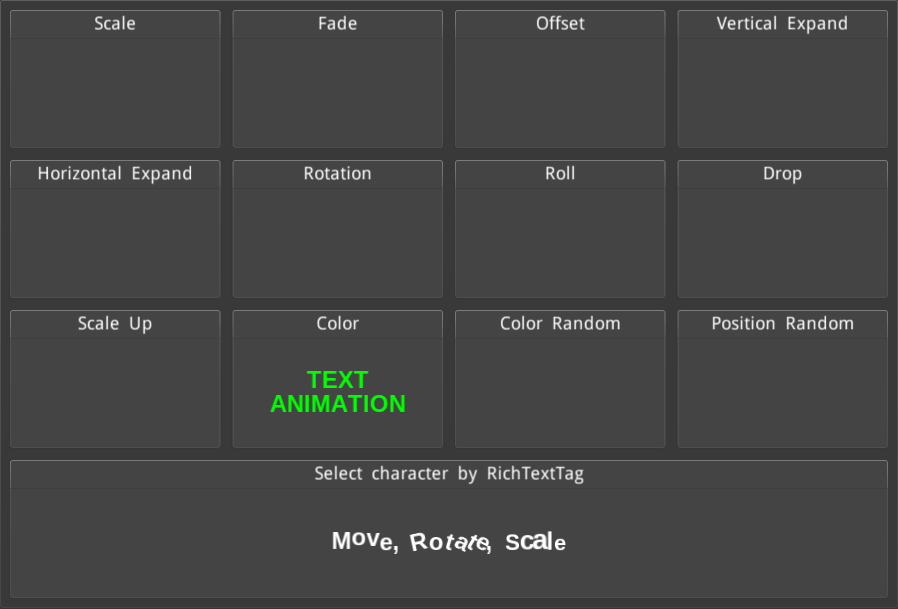 Scale
Fade
Offset
Vertical Expand
Horizontal Expand
Rotation
Roll
Drop
Scale Up
Color
Color Random
Position Random
TEXT
ANIMATION
Select character by RichTextTag
Move, Rotate, scale